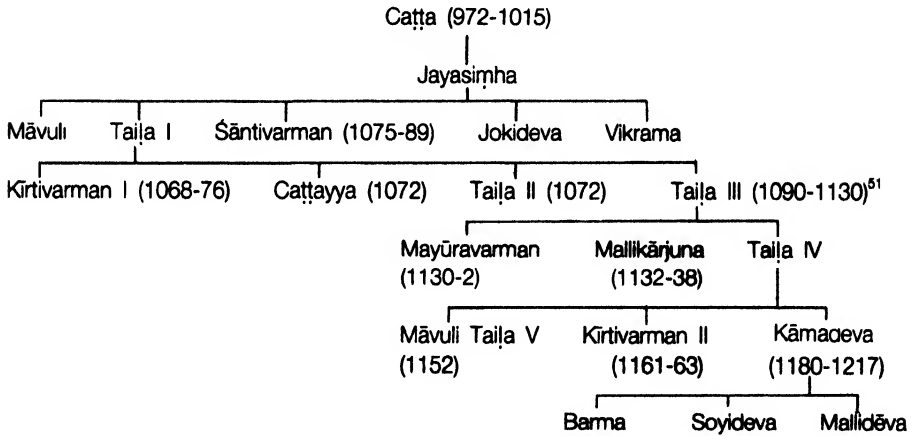 Caṭṭa (972-1015)
Jayasiṃha
Māvuli Taiḷa I Śāntivarman (1075-89) Jokideva Vikrama
Kīrtivarman I (1068-76) Caṭṭayya (1072) Taiḷa II (1072) Taiḷa III (1090-1130)⁵¹
Mayūravarman Mallikārjuna Taiḷa IV
(1130-2) (1132-38)
Māvuli Taiḷa V Kīrtivarman II Kāmadeva
(1152) (1161-63) (1180-1217)
Barma Soyideva Mallidēva